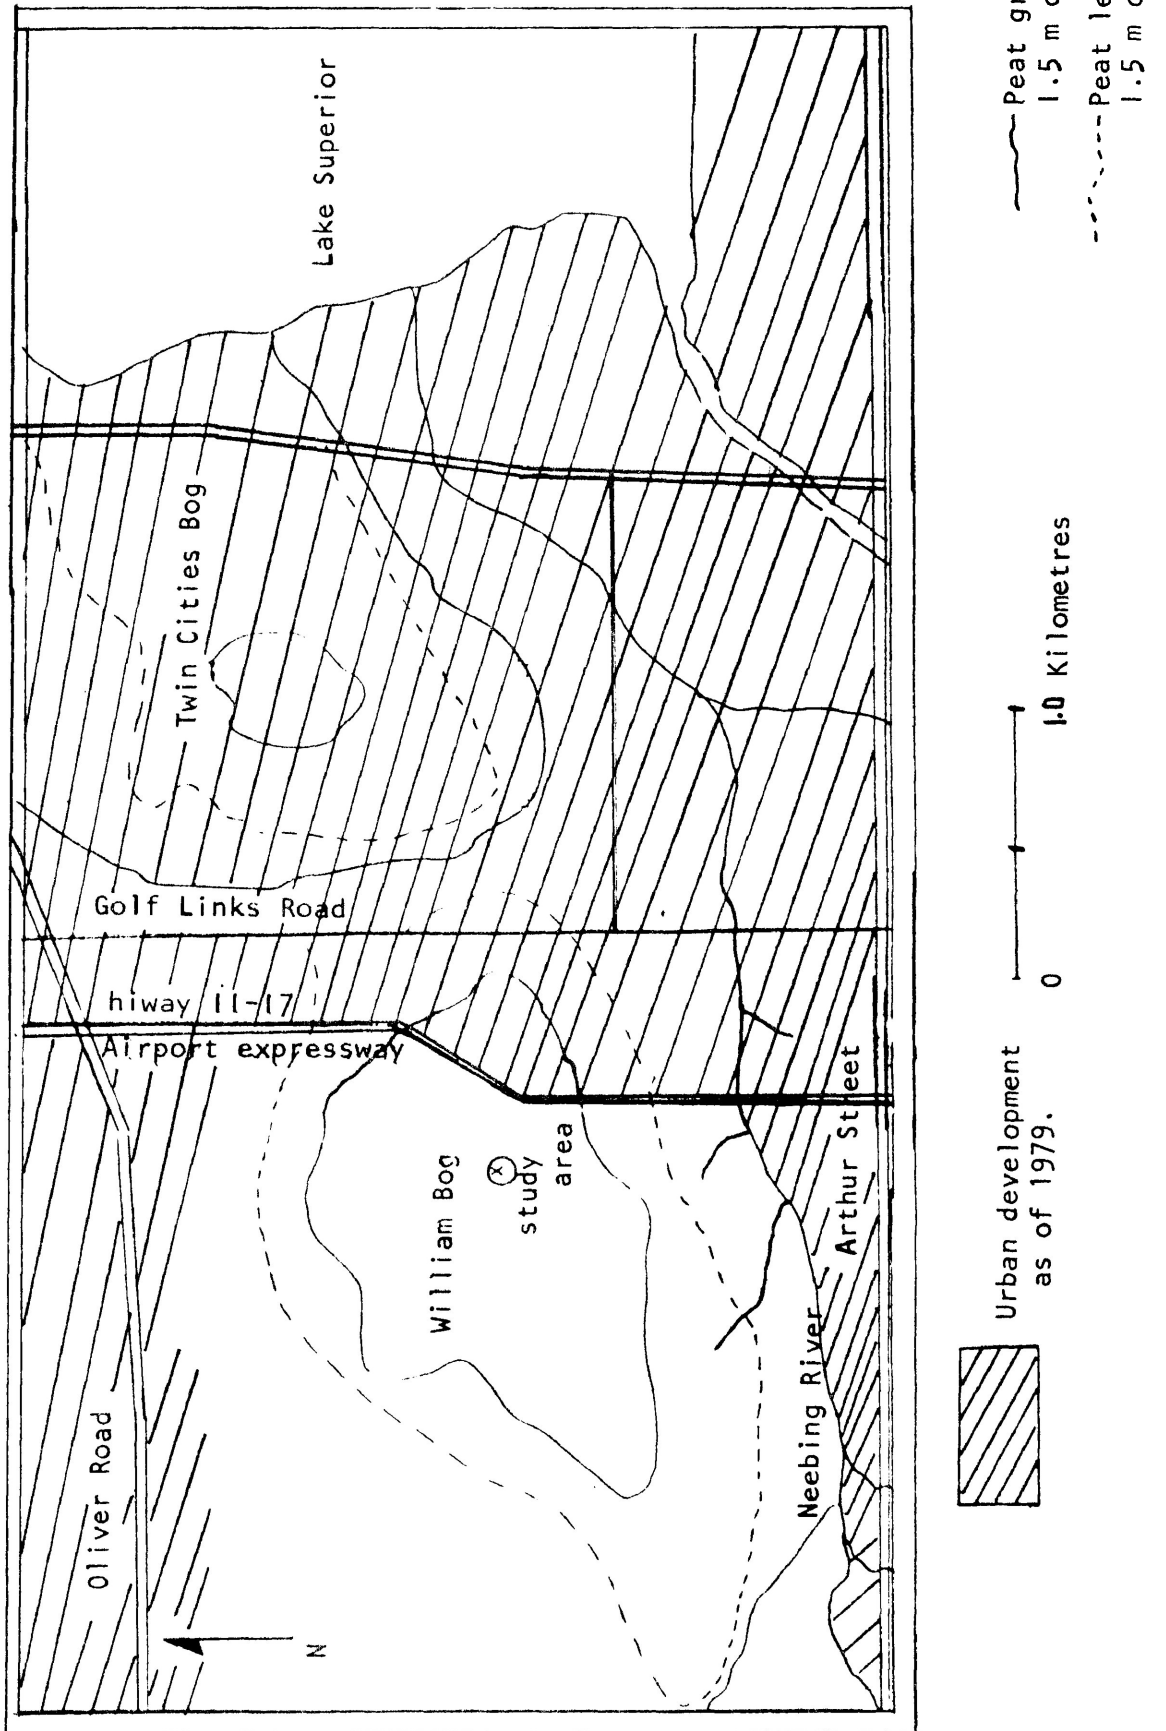 Lake Superior
Twin Cities Bog
Golf Links Road
hiway 11-17
Airport expressway
William Bog
study
area
Oliver Road
Neebing River
Arthur Street
N
Urban development
as of 1979.
0
1.0 Kilometres
Peat
1.5 m
Peat
1.5 m